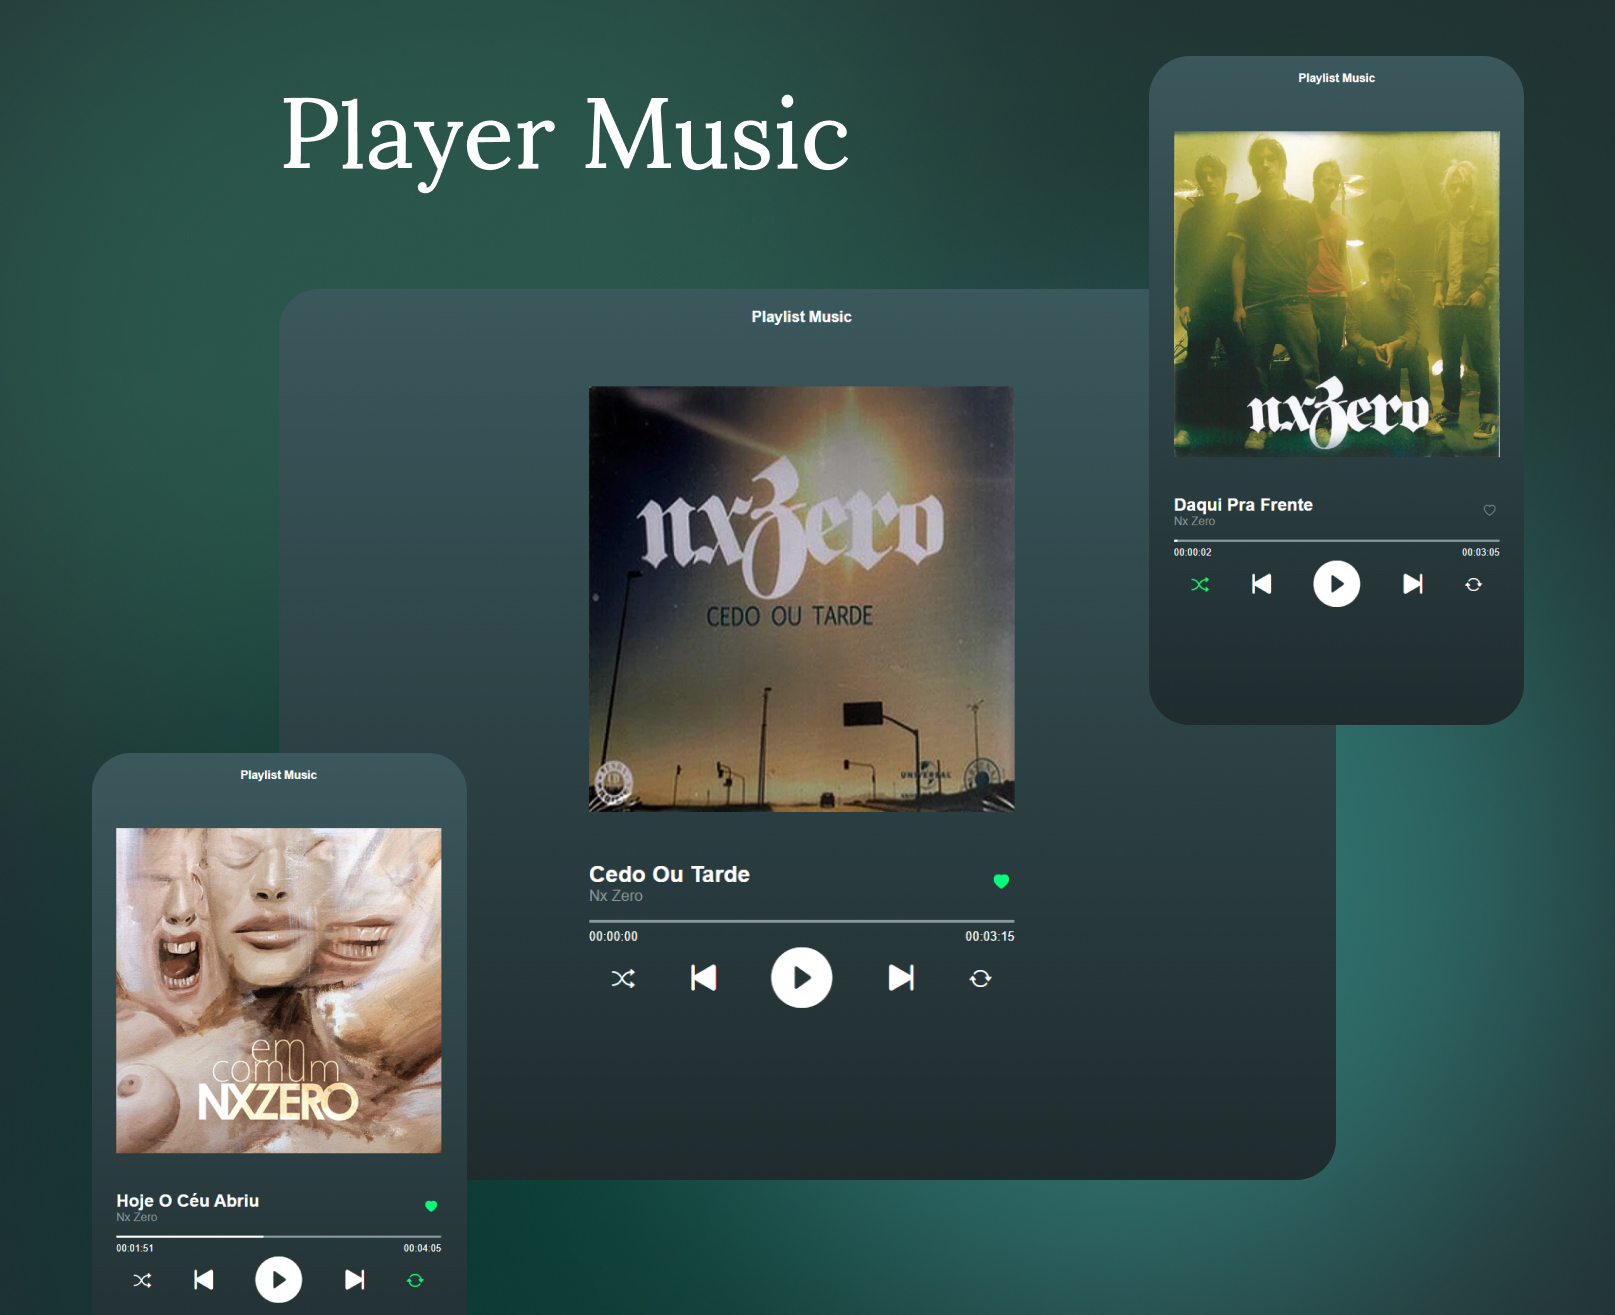 Player Music
Playlist Music
nxzero
Daqui Pra Frente
Nx Zero
00:00:02
00:03:05
Playlist Music
nxzero
CEDO OU TARDE
UNIVERSAL
Cedo Ou Tarde
Nx Zero
00:00:00
00:03:15
Playlist Music
em
comum
NXZERO
Hoje O Céu Abriu
Nx Zero
00:01:51
00:04:05